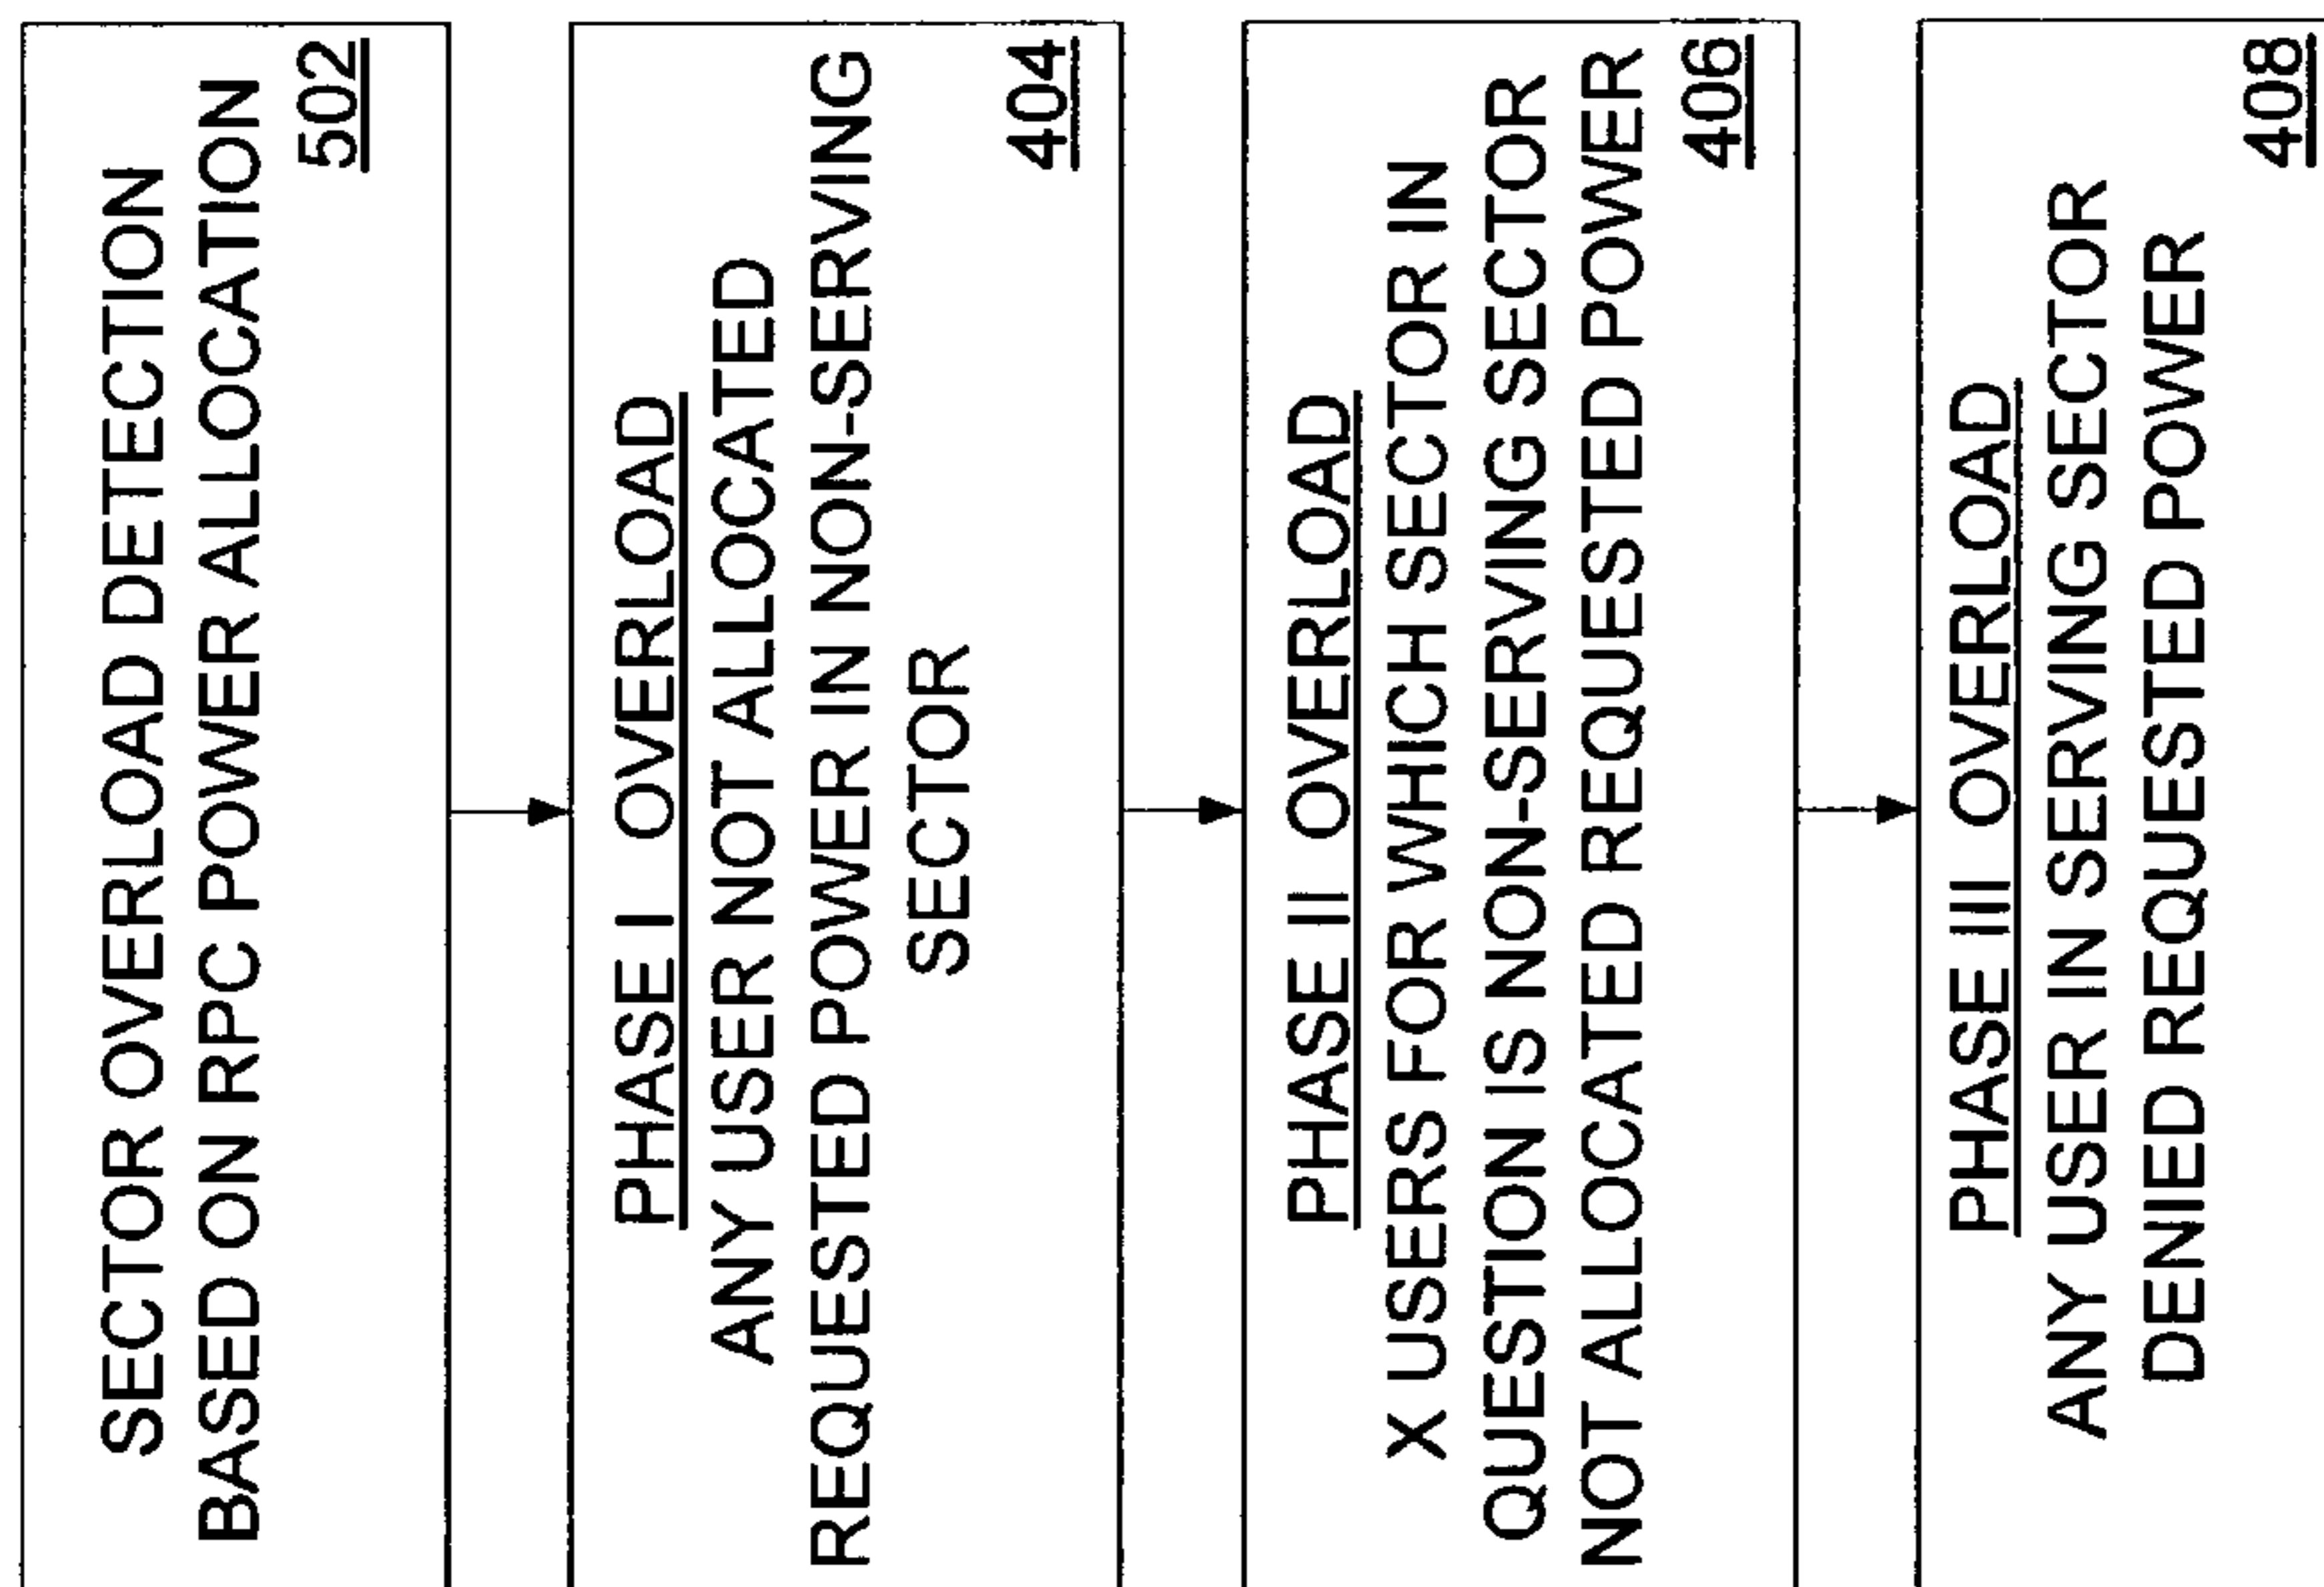 SECTOR OVERLOAD DETECTION
BASED ON RPC POWER ALLOCATION
502
PHASE I OVERLOAD
ANY USER NOT ALLOCATED
REQUESTED POWER IN NON-SERVING
SECTOR
404
PHASE II OVERLOAD
X USERS FOR WHICH SECTOR IN
QUESTION IS NON-SERVING SECTOR
NOT ALLOCATED REQUESTED POWER
406
PHASE III OVERLOAD
ANY USER IN SERVING SECTOR
DENIED REQUESTED POWER
408